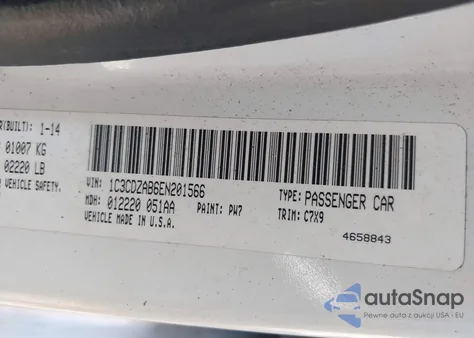 R(BUILT): 1-14
01007 KG
02220 LB
VEHICLE SAFETY.
VIN: 1C3CDZAB6EN201566
TYPE: PASSENGER CAR
MDH: 012220 051AA
PAINT: PW7
TRIM: C7X9
VEHICLE MADE IN U.S.A.
4658843
autoSnap
Pewne auta z aukcji USA i EU